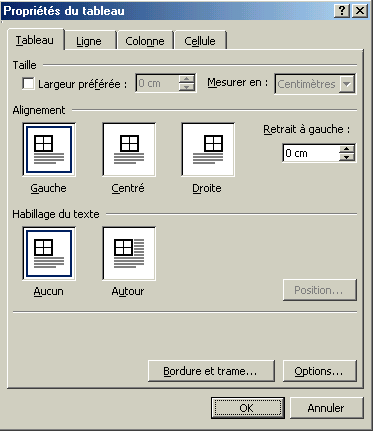 Propriétés du tableau
Tableau Ligne Colonne Cellule
Taille
Largeur préférée : 0 cm Mesurer en : Centimètres
Alignement
Retrait à gauche :
0 cm
Gauche Centré Droite
Habillage du texte
Aucun Autour
Position...
Bordure et trame... Options...
OK Annuler